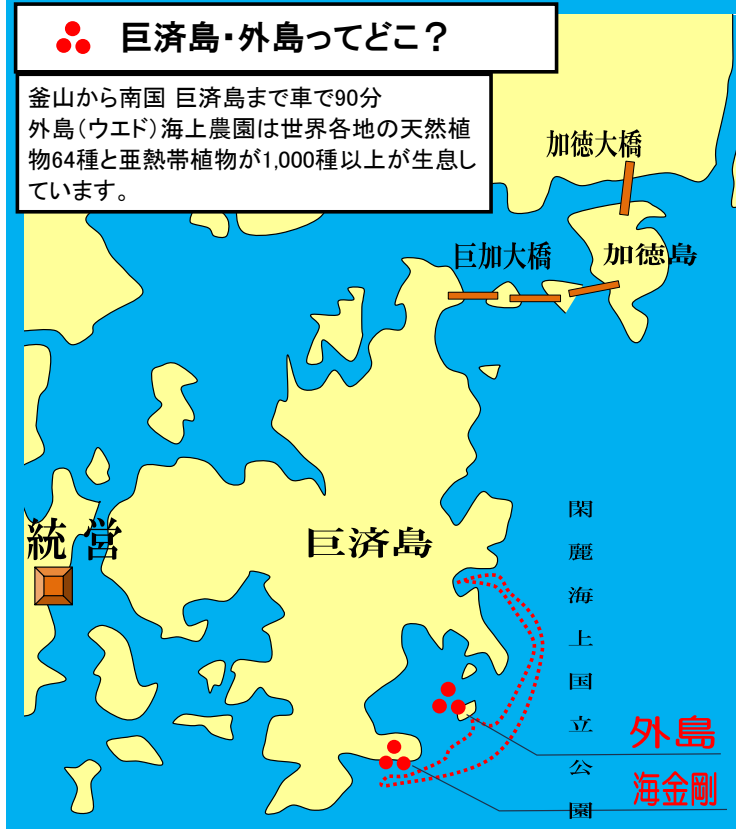 巨済島・外島ってどこ？
釜山から南国 巨済島まで車で90分
外島（ウエド）海上農園は世界各地の天然植
物64種と亜熱帯植物が1,000種以上が生息し
ています。
加徳大橋
巨加大橋
加徳島
統営
巨済島
閑麗海上国立公園
外島
海金剛